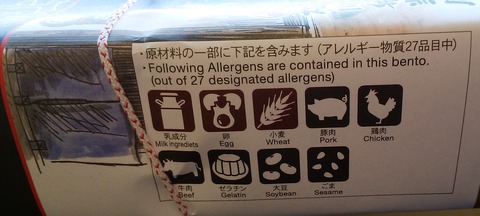 ・原材料の一部に下記を含みます（アレルギー物質27品目中）
・Following Allergens are contained in this bento.
(out of 27 designated allergens)
乳成分 卵 小麦 豚肉 鶏肉
Milk ingrediets Egg Wheat Pork Chicken
牛肉 ゼラチン 大豆 ごま
Beef Gelatin Soybean Sesame